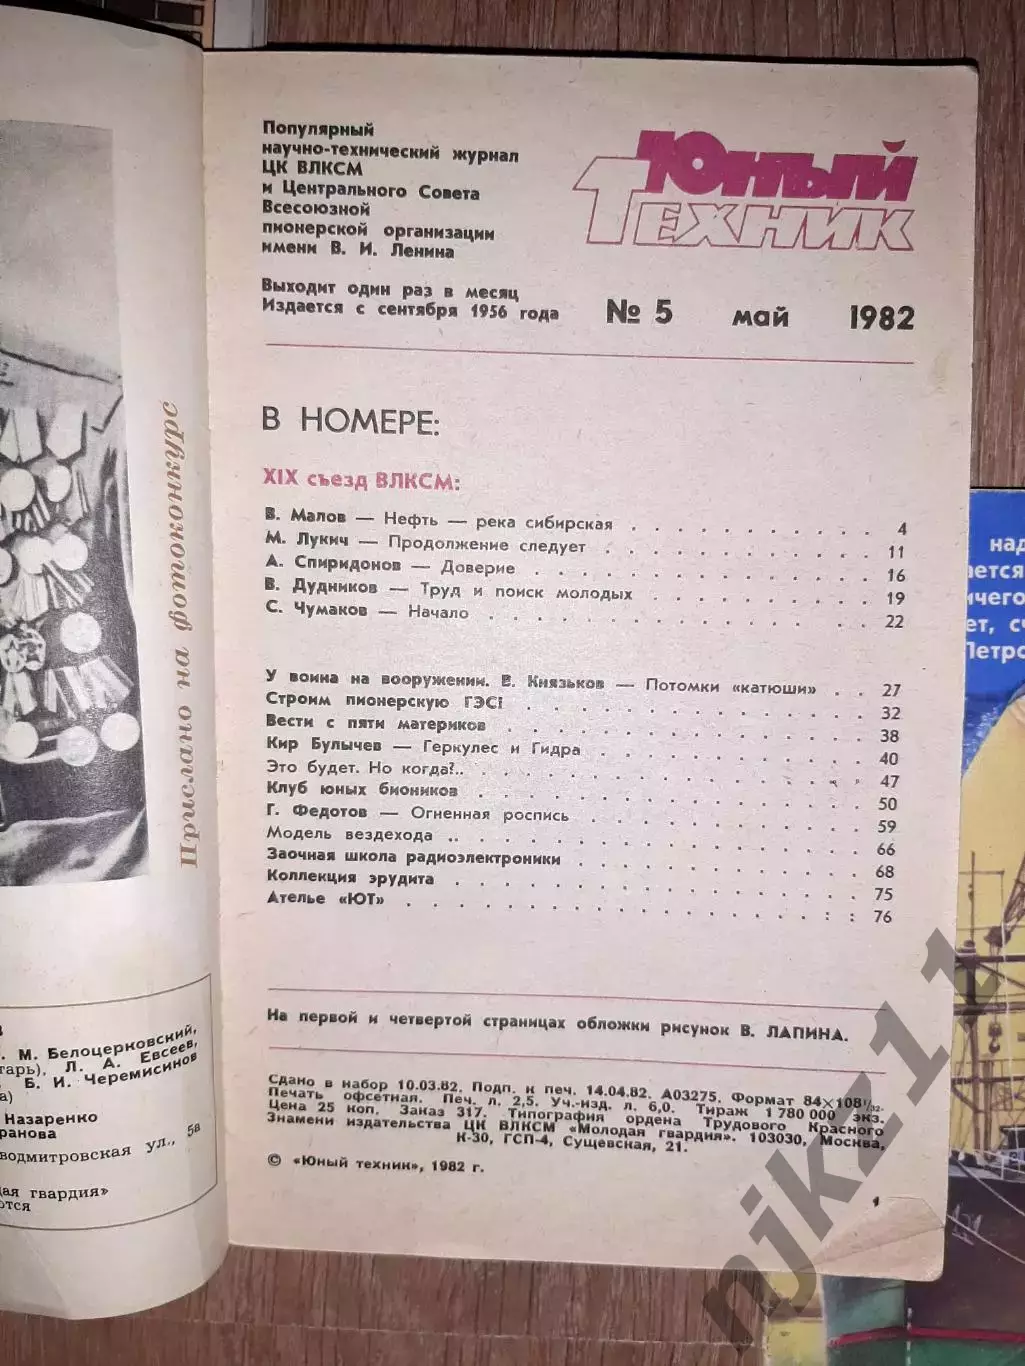 Прислано на фотоконкурс
М. Белоцерковский,
Л. А. Евсеев,
Б. И. Черемисинов
Назаренко
ул., 5а
гвардия»
Популярный
научно-технический журнал
ЦК ВЛКСМ
и Центрального Совета
Всесоюзной
пионерской организации
имени В. И. Ленина
Выходит один раз в месяц
Издается с сентября 1956 года
Юный
Техник
№ 5 май 1982
В НОМЕРЕ:
XIX съезд ВЛКСМ:
В. Малов — Нефть — река сибирская . . . . . . . . . . 4
М. Лукич — Продолжение следует . . . . . . . . . . . 11
А. Спиридонов — Доверие . . . . . . . . . . . . . . 16
В. Дудников — Труд и поиск молодых . . . . . . . . . 19
С. Чумаков — Начало . . . . . . . . . . . . . . . 22
У воина на вооружении. Е. Князьков — Потомки «катюши» . . 27
Строим пионерскую ГЭС! . . . . . . . . . . . . . . 32
Вести с пяти материков . . . . . . . . . . . . . . 38
Кир Булычев — Геркулес и Гидра . . . . . . . . . . . 40
Это будет. Но когда?.. . . . . . . . . . . . . . . 47
Клуб юных биоников . . . . . . . . . . . . . . . . 50
Г. Федотов — Огненная роспись . . . . . . . . . . . 59
Модель вездехода .. . . . . . . . . . . . . . . . 66
Заочная школа радиоэлектроники . . . . . . . . . . . 68
Коллекция эрудита . . . . . . . . . . . . . . . . 75
Ателье «ЮТ» . . . . . . . . . . . . . . . . : : 76
На первой и четвертой страницах обложки рисунок В. ЛАПИНА.
Сдано в набор 10.03.82. Подп. к печ. 14.04.82. А03275. Формат 84×108 1/32.
Печать офсетная. Печ. л. 2,5. Уч.-изд. л. 6,0. Тираж 1 780 000 экз.
Цена 25 коп. Заказ 317. Типография ордена Трудового Красного
Знамени издательства ЦК ВЛКСМ «Молодая гвардия». 103030, Москва,
К-30, ГСП-4, Сущевская, 21.
© «Юный техник», 1982 г.
1
над
ет, сч
Петро
njkz11